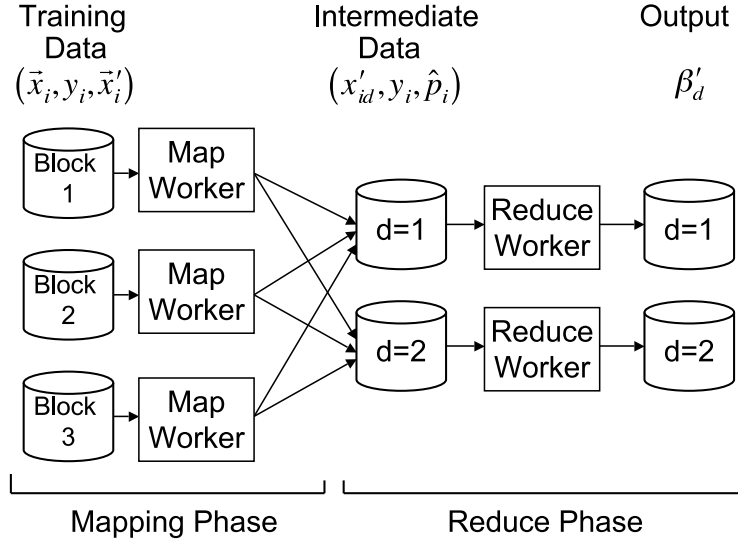 Training
Data
(x⃗ᵢ, yᵢ, x⃗ᵢ′)
Intermediate
Data
(x′ᵢd, yᵢ, p̂ᵢ)
Output
β′d
Block
1
Map
Worker
Block
2
Map
Worker
Block
3
Map
Worker
d=1
Reduce
Worker
d=1
d=2
Reduce
Worker
d=2
Mapping Phase
Reduce Phase